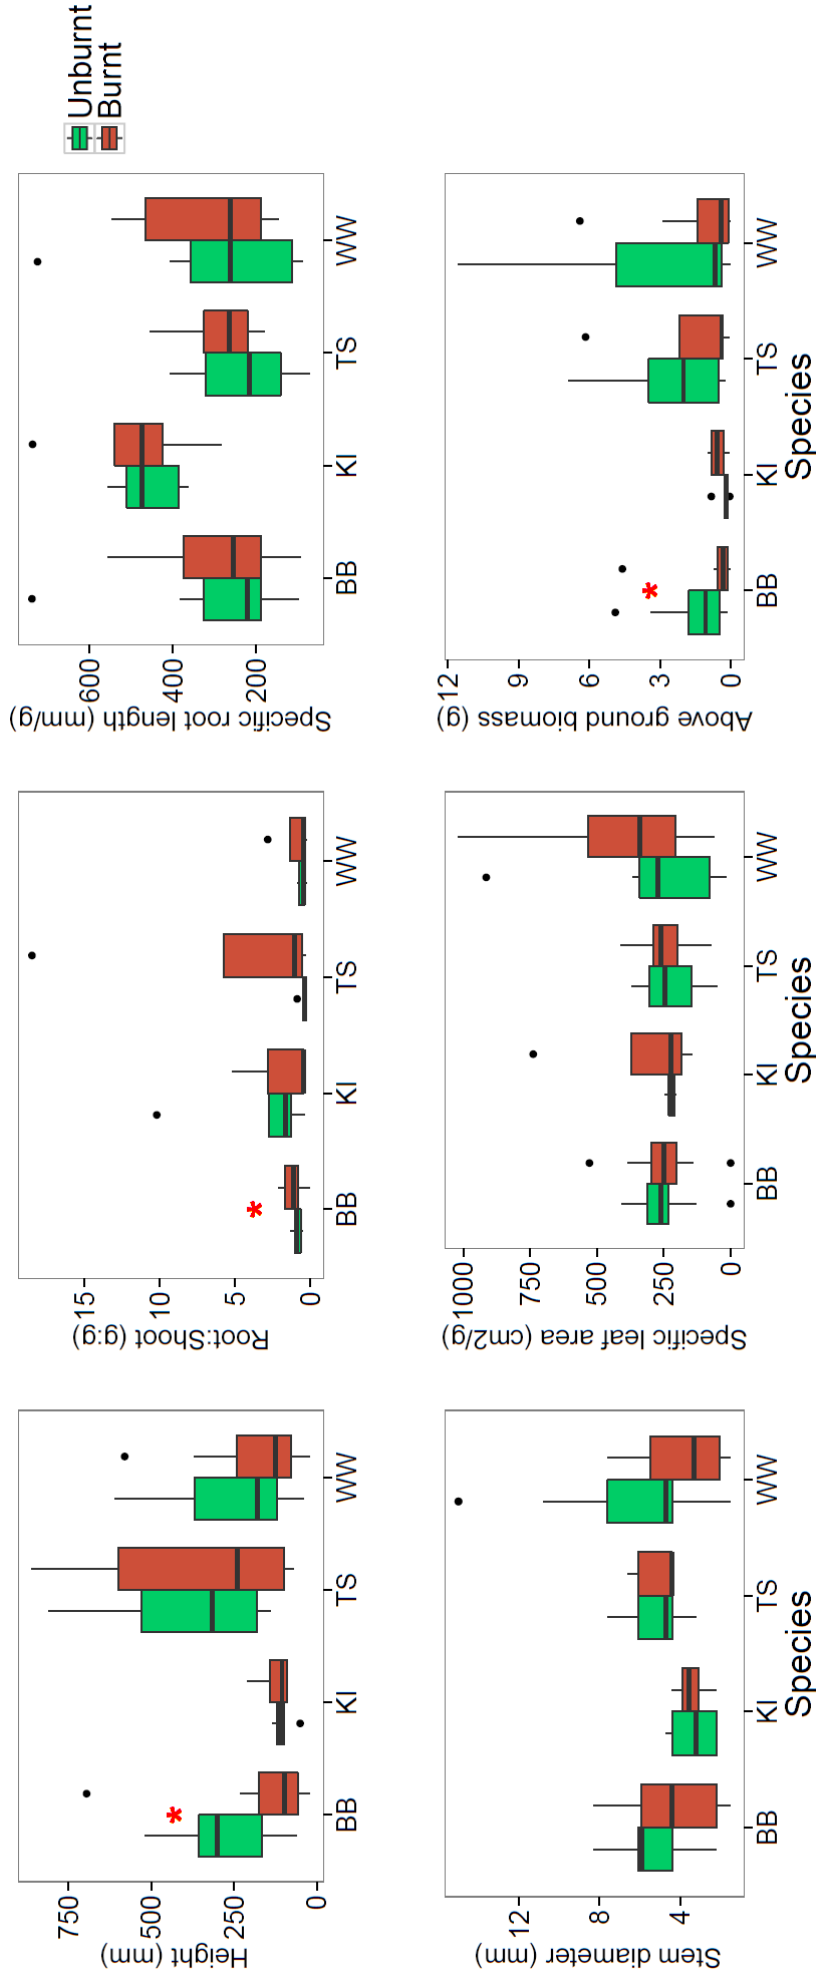 Unburnt
Burnt
Height (mm)
750
500
250
0
BB
KI
TS
WW
*
Root:Shoot (g:g)
15
10
5
0
BB
KI
TS
WW
*
Specific root length (mm/g)
600
400
200
BB
KI
TS
WW
Stem diameter (mm)
12
8
4
BB
KI
TS
WW
Species
Specific leaf area (cm2/g)
1000
750
500
250
0
BB
KI
TS
WW
Species
Above ground biomass (g)
12
9
6
3
0
BB
KI
TS
WW
*
Species